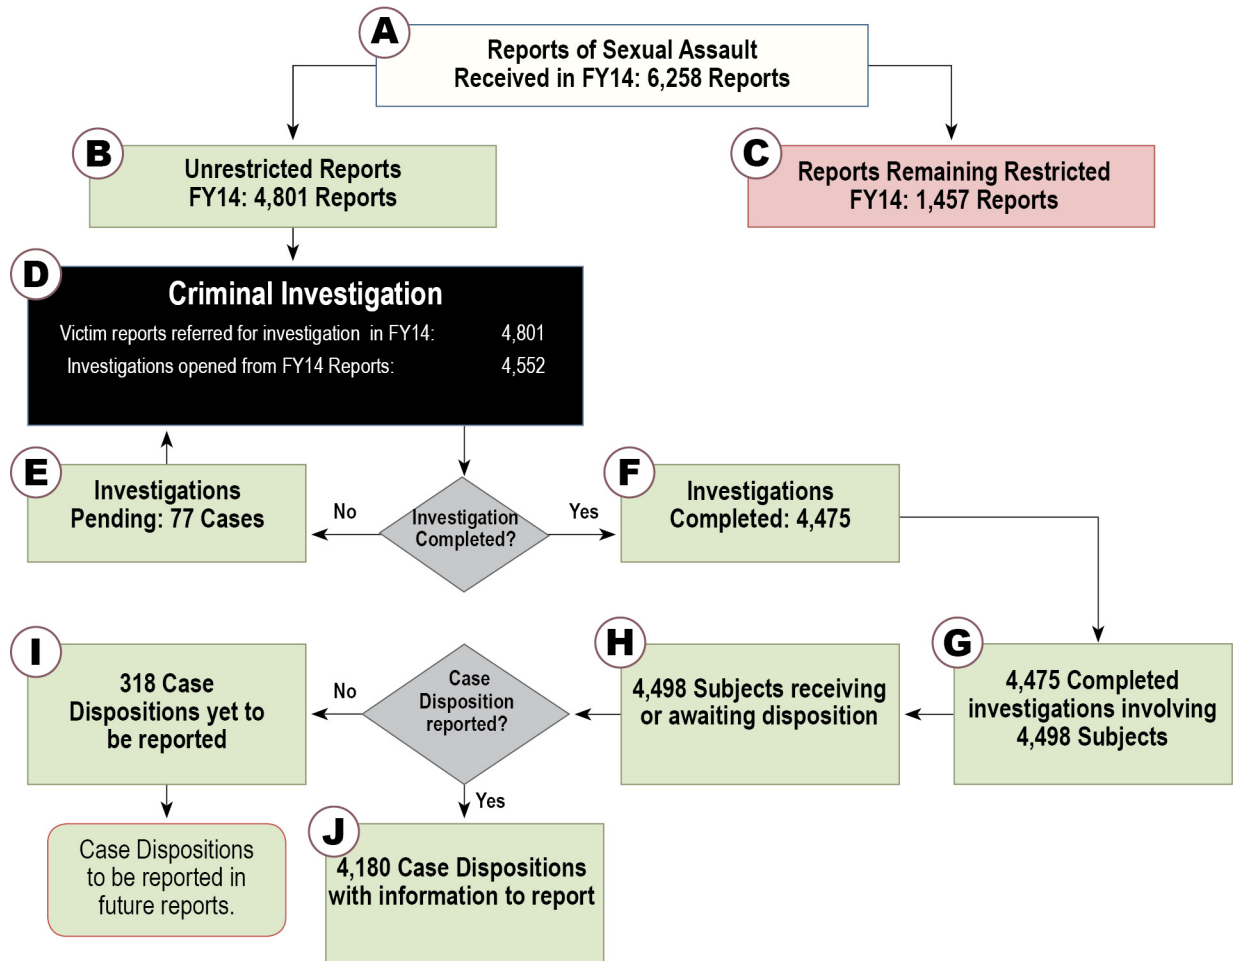 A
Reports of Sexual Assault
Received in FY14: 6,258 Reports
B
Unrestricted Reports
FY14: 4,801 Reports
C
Reports Remaining Restricted
FY14: 1,457 Reports
D
Criminal Investigation
Victim reports referred for investigation in FY14: 4,801
Investigations opened from FY14 Reports: 4,552
E
Investigations
Pending: 77 Cases
No
Investigation
Completed?
Yes
F
Investigations
Completed: 4,475
G
4,475 Completed
investigations involving
4,498 Subjects
H
4,498 Subjects receiving
or awaiting disposition
Case
Disposition
reported?
No
I
318 Case
Dispositions yet to
be reported
Case Dispositions
to be reported in
future reports.
Yes
J
4,180 Case Dispositions
with information to report